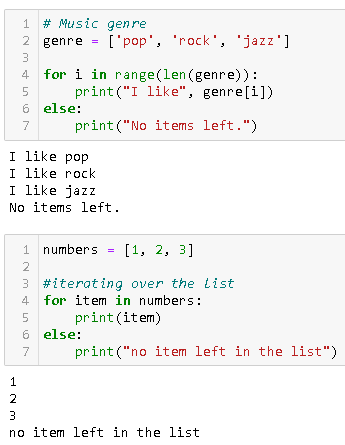 1 # Music genre
2 genre = ['pop', 'rock', 'jazz']
3
4 for i in range(len(genre)):
5     print("I like", genre[i])
6 else:
7     print("No items left.")
I like pop
I like rock
I like jazz
No items left.
1 numbers = [1, 2, 3]
2
3 #iterating over the list
4 for item in numbers:
5     print(item)
6 else:
7     print("no item left in the list")
1
2
3
no item left in the list